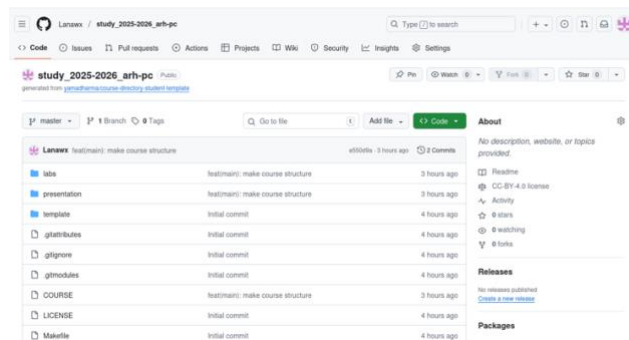 Lanawx / study_2025-2026_arh-pc
Type / to search
Code Issues Pull requests Actions Projects Wiki Security Insights Settings
study_2025-2026_arh-pc Public
Pin Watch 0 Fork 0 Star 0
generated from yamadharma/course-directory-student-template
master 1 Branch 0 Tags Go to file t Add file Code
About
Lanawx feat(main): make course structure 3 hours ago 2 Commits
No description, website, or topics
provided.
labs feat(main): make course structure 3 hours ago
Readme
presentation feat(main): make course structure 3 hours ago
CC-BY-4.0 license
Activity
template Initial commit 4 hours ago
0 stars
.gitattributes Initial commit 4 hours ago
0 watching
.gitignore Initial commit 4 hours ago
0 forks
.gitmodules Initial commit 4 hours ago
Releases
COURSE feat(main): make course structure 3 hours ago
No releases published
Create a new release
LICENSE Initial commit 4 hours ago
Packages
Makefile Initial commit 4 hours ago